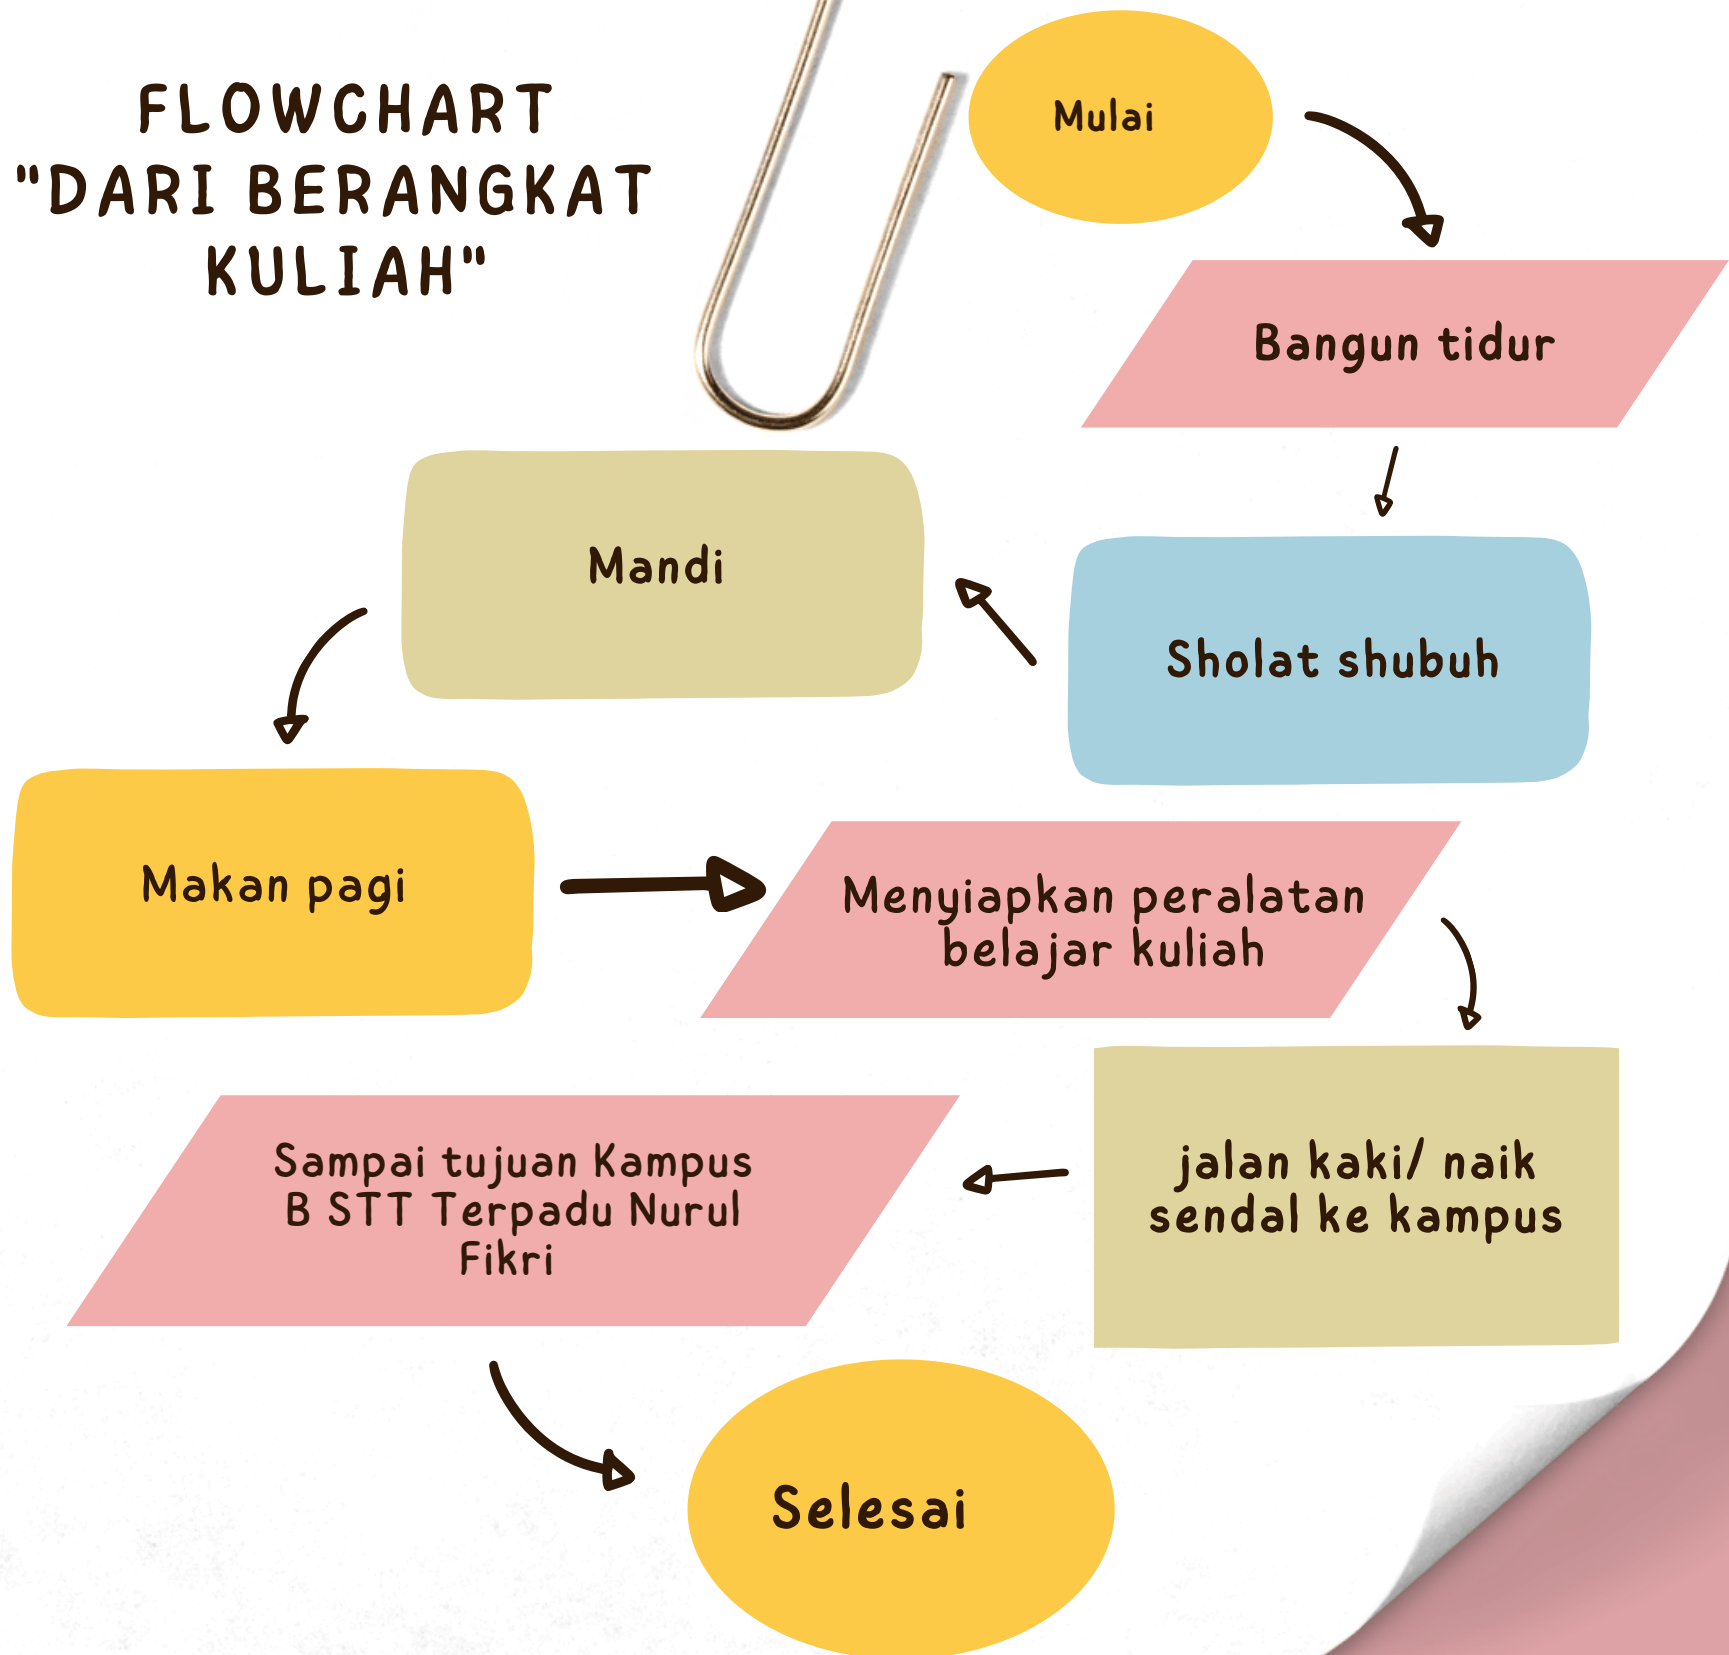 FLOWCHART
"DARI BERANGKAT
KULIAH"
Mulai
Bangun tidur
Sholat shubuh
Mandi
Makan pagi
Menyiapkan peralatan
belajar kuliah
jalan kaki/ naik
sendal ke kampus
Sampai tujuan Kampus
B STT Terpadu Nurul
Fikri
Selesai